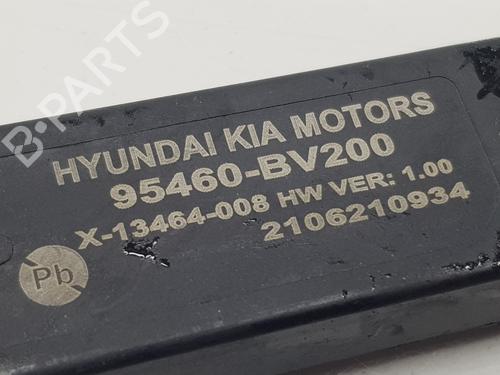 B-PARTS
HYUNDAI KIA MOTORS
95460-BV200
X-13464-008 HW VER: 1.00
2106210934
Pb